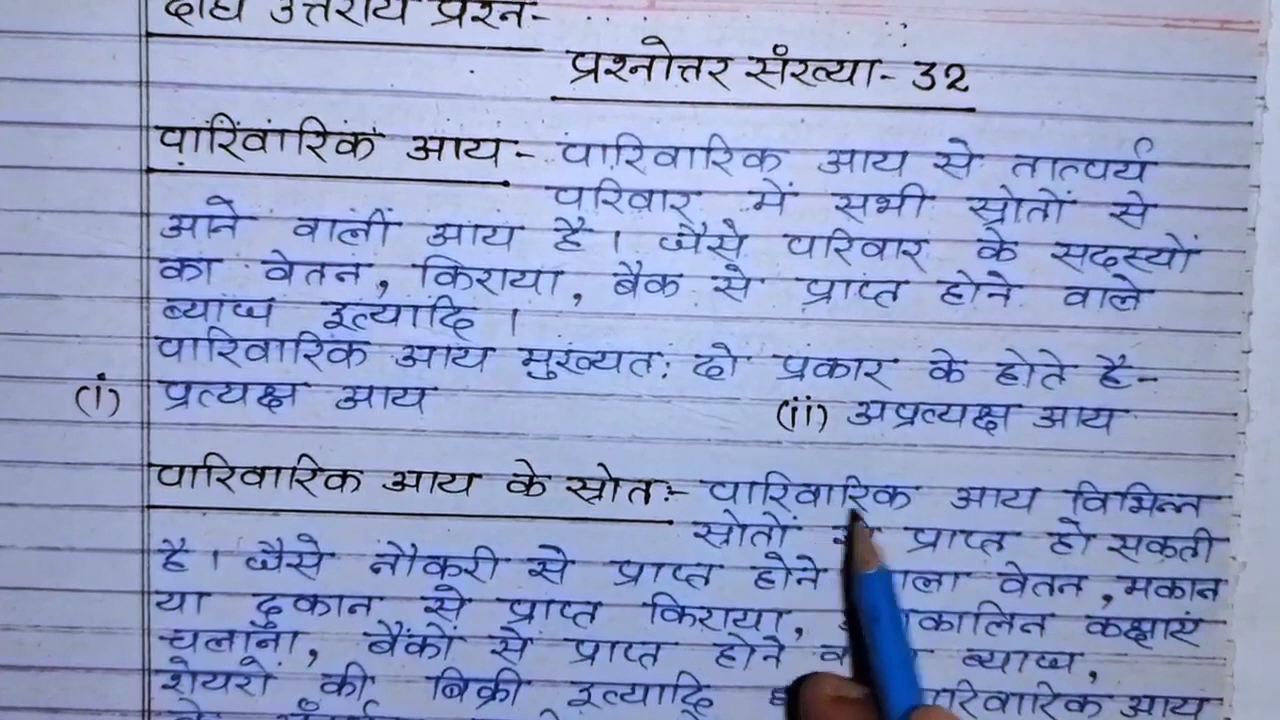 दीर्घ उत्तरीय प्रश्न-
प्रश्नोत्तर संख्या- 32
पारिवारिक आय - पारिवारिक आय से तात्पर्य
परिवार में सभी स्रोतों से
आने वाली आय है। जैसे परिवार के सदस्यों
का वेतन, किराया, बैंक से प्राप्त होने वाले
ब्याज इत्यादि।
पारिवारिक आय मुख्यतः दो प्रकार के होते है-
(i) प्रत्यक्ष आय (ii) अप्रत्यक्ष आय
पारिवारिक आय के स्रोतः- पारिवारिक आय विभिन्न
स्रोतों प्राप्त हो सकती
है। जैसे नौकरी से प्राप्त होने वेतन, मकान
या दुकान से प्राप्त किराया, कक्षाएं
चलाना, बैंकों से प्राप्त होने ब्याज,
शेयरों की बिक्री इत्यादि पारिवारिक आय